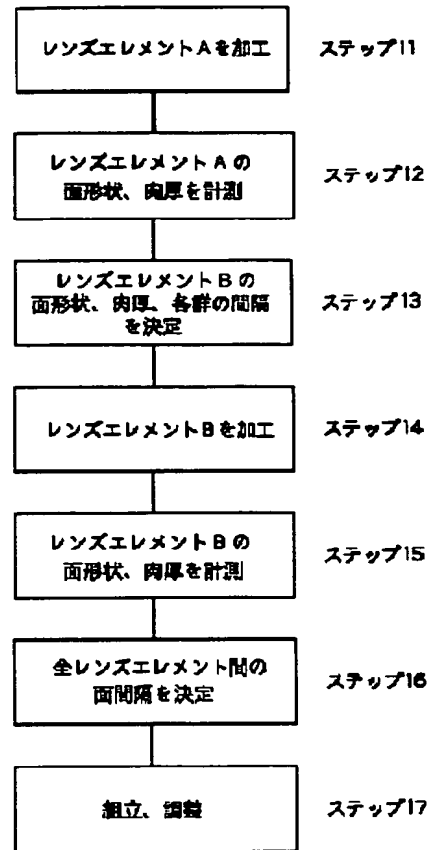 レンズエレメントAを加工
ステップ11
レンズエレメントAの
面形状、肉厚を計測
ステップ12
レンズエレメントBの
面形状、肉厚、各群の間隔
を決定
ステップ13
レンズエレメントBを加工
ステップ14
レンズエレメントBの
面形状、肉厚を計測
ステップ15
全レンズエレメント間の
面間隔を決定
ステップ16
組立、調整
ステップ17